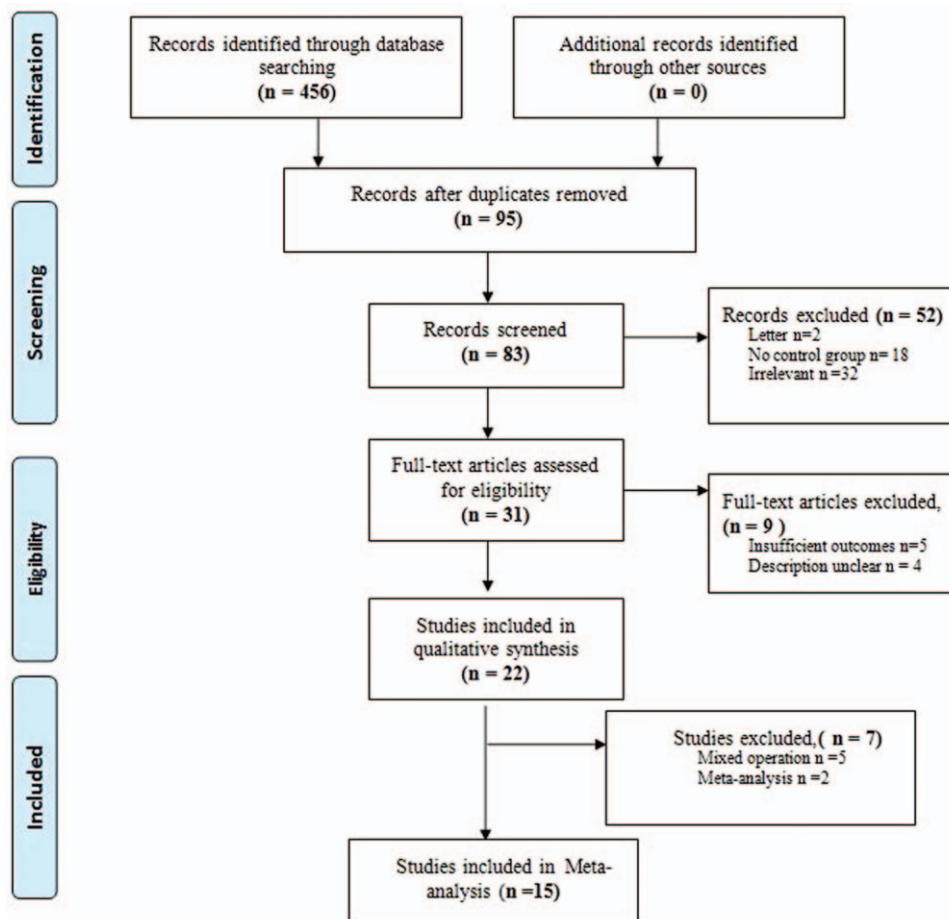 Identification
Records identified through database
searching
(n = 456)
Additional records identified
through other sources
(n = 0)
Records after duplicates removed
(n = 95)
Screening
Records screened
(n = 83)
Records excluded (n = 52)
Letter n=2
No control group n= 18
Irrelevant n =32
Eligibility
Full-text articles assessed
for eligibility
(n = 31)
Full-text articles excluded,
(n = 9 )
Insufficient outcomes n=5
Description unclear n = 4
Studies included in
qualitative synthesis
(n = 22)
Included
Studies excluded,( n = 7)
Mixed operation n =5
Meta-analysis n =2
Studies included in Meta-
analysis (n =15)